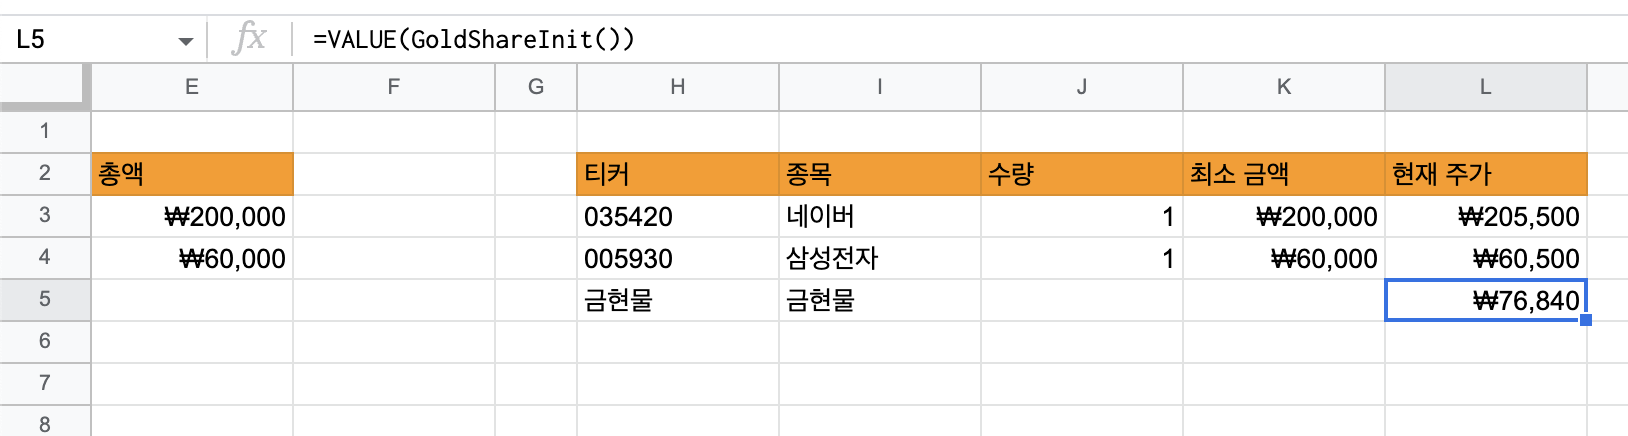 L5 fx =VALUE(GoldShareInit())
E F G H I J K L
1
2 총액 티커 종목 수량 최소 금액 현재 주가
3 ₩200,000 035420 네이버 1 ₩200,000 ₩205,500
4 ₩60,000 005930 삼성전자 1 ₩60,000 ₩60,500
5 금현물 금현물 ₩76,840
6
7
8